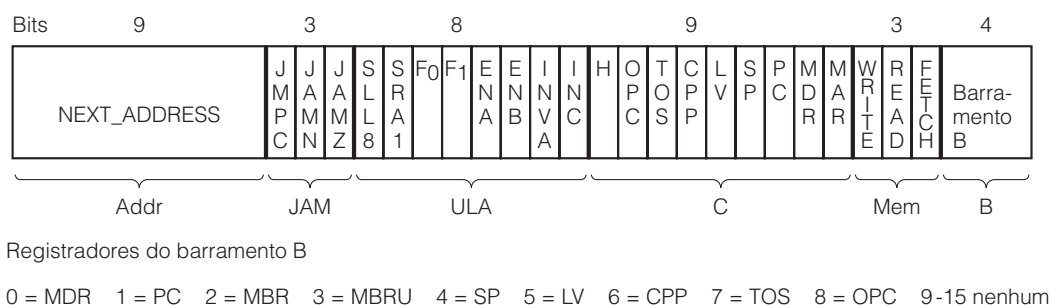 Bits 9 3 8 9 3 4
NEXT_ADDRESS JMPC JAMN JAMZ SLL8 SRA1 F0 F1 ENA ENB INVA INC H OPC TOS CPP LV SP PC MDR MAR WRITE READ FETCH Barra-
mento
B
Addr JAM ULA C Mem B
Registradores do barramento B
0 = MDR 1 = PC 2 = MBR 3 = MBRU 4 = SP 5 = LV 6 = CPP 7 = TOS 8 = OPC 9-15 nenhum